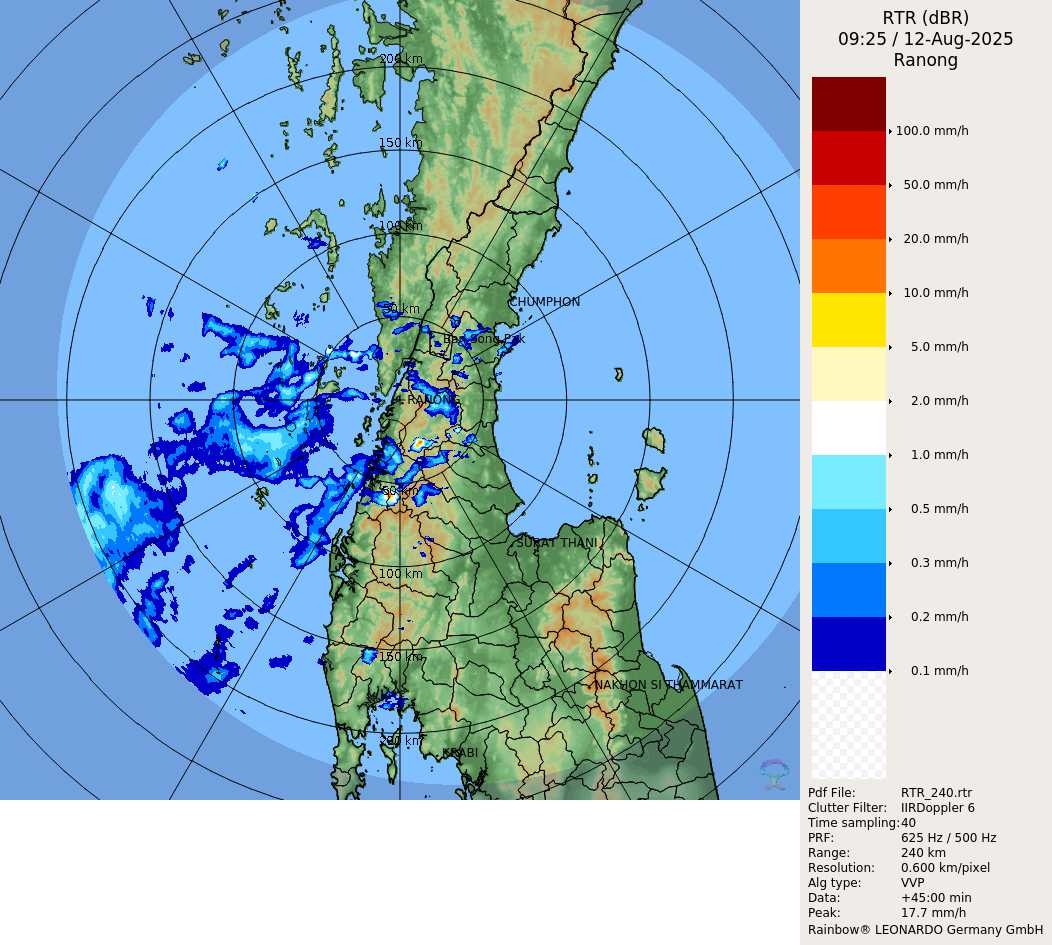 RTR (dBR)
09:25 / 12-Aug-2025
Ranong
200 km
150 km
100 km
50 km
CHUMPHON
RANONG
50 km
SURAT THANI
100 km
150 km
NAKHON SI THAMMARAT
200 km
KRABI
100.0 mm/h
50.0 mm/h
20.0 mm/h
10.0 mm/h
5.0 mm/h
2.0 mm/h
1.0 mm/h
0.5 mm/h
0.3 mm/h
0.2 mm/h
0.1 mm/h
Pdf File: RTR_240.rtr
Clutter Filter: IIRDoppler 6
Time sampling:40
PRF: 625 Hz / 500 Hz
Range: 240 km
Resolution: 0.600 km/pixel
Alg type: VVP
Data: +45:00 min
Peak: 17.7 mm/h
Rainbow® LEONARDO Germany GmbH